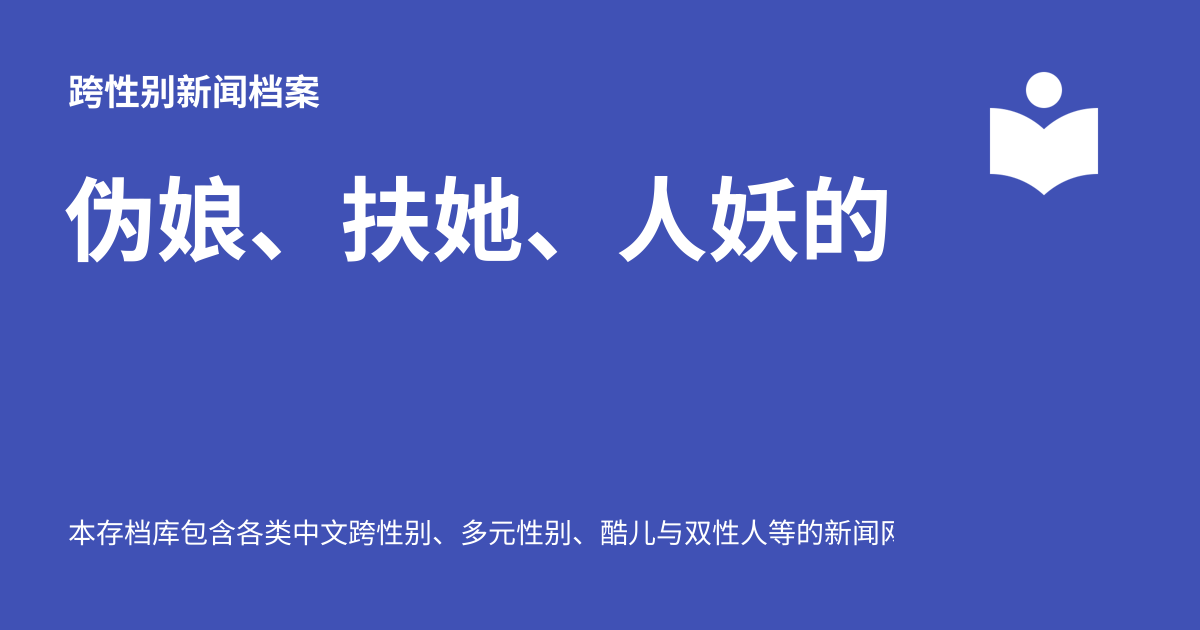 跨性别新闻档案
伪娘、扶她、人妖的
本存档库包含各类中文跨性别、多元性别、酷儿与双性人等的新闻